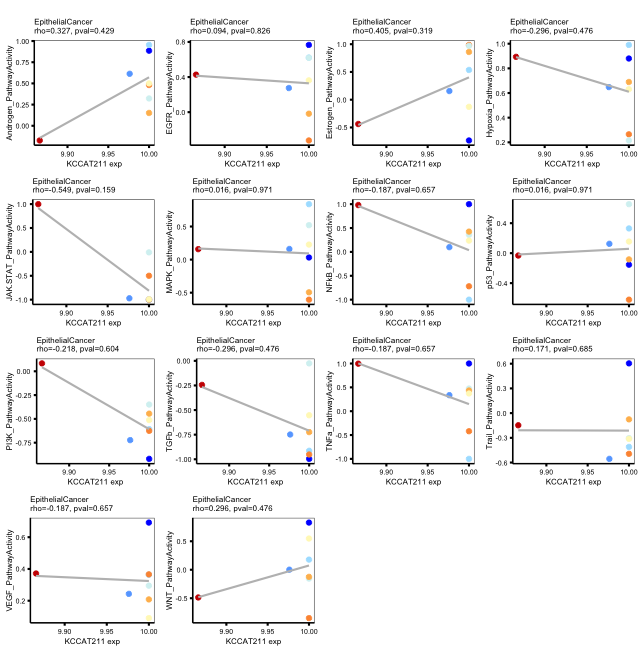 EpithelialCancer
rho=0.327, pval=0.429
Androgen_PathwayActivity
1.00
0.75
0.50
0.25
0.00
9.90
9.95
10.00
KCCAT211 exp
EpithelialCancer
rho=0.094, pval=0.826
EGFR_PathwayActivity
0.8
0.4
0.0
9.90
9.95
10.00
KCCAT211 exp
EpithelialCancer
rho=0.405, pval=0.319
Estrogen_PathwayActivity
1.0
0.5
0.0
-0.5
9.90
9.95
10.00
KCCAT211 exp
EpithelialCancer
rho=-0.296, pval=0.476
Hypoxia_PathwayActivity
1.0
0.8
0.6
0.4
0.2
9.90
9.95
10.00
KCCAT211 exp
EpithelialCancer
rho=-0.549, pval=0.159
JAK-STAT_PathwayActivity
1.0
0.5
0.0
-0.5
-1.0
9.90
9.95
10.00
KCCAT211 exp
EpithelialCancer
rho=0.016, pval=0.971
MAPK_PathwayActivity
0.5
0.0
-0.5
9.90
9.95
10.00
KCCAT211 exp
EpithelialCancer
rho=-0.187, pval=0.657
NFkB_PathwayActivity
1.0
0.5
0.0
-0.5
-1.0
9.90
9.95
10.00
KCCAT211 exp
EpithelialCancer
rho=0.016, pval=0.971
p53_PathwayActivity
0.4
0.0
-0.4
9.90
9.95
10.00
KCCAT211 exp
EpithelialCancer
rho=-0.218, pval=0.604
PI3K_PathwayActivity
0.00
-0.25
-0.50
-0.75
9.90
9.95
10.00
KCCAT211 exp
EpithelialCancer
rho=-0.296, pval=0.476
TGFb_PathwayActivity
0.00
-0.25
-0.50
-0.75
-1.00
9.90
9.95
10.00
KCCAT211 exp
EpithelialCancer
rho=-0.187, pval=0.657
TNFa_PathwayActivity
1.0
0.5
0.0
-0.5
-1.0
9.90
9.95
10.00
KCCAT211 exp
EpithelialCancer
rho=0.171, pval=0.685
Trail_PathwayActivity
0.6
0.3
0.0
-0.3
-0.6
9.90
9.95
10.00
KCCAT211 exp
EpithelialCancer
rho=-0.187, pval=0.657
VEGF_PathwayActivity
0.6
0.4
0.2
9.90
9.95
10.00
KCCAT211 exp
EpithelialCancer
rho=0.296, pval=0.476
WNT_PathwayActivity
0.5
0.0
-0.5
9.90
9.95
10.00
KCCAT211 exp